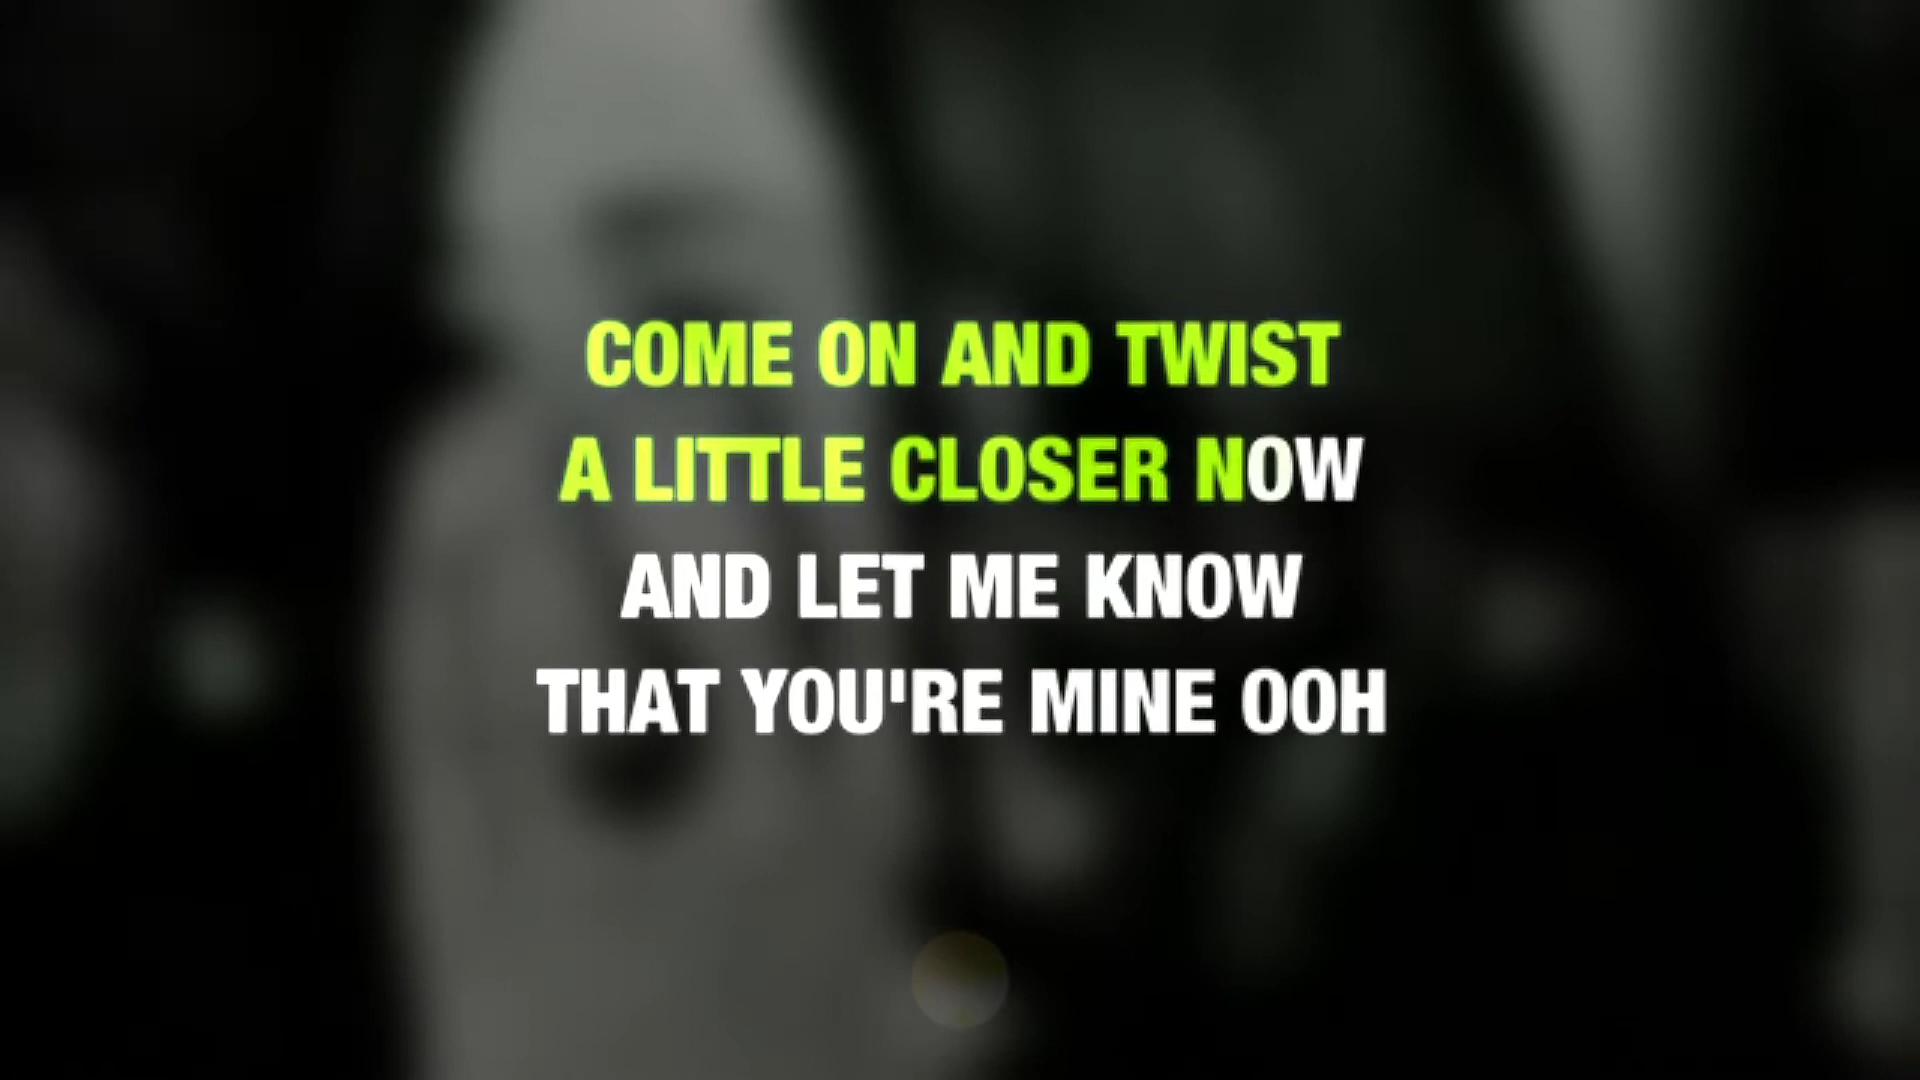 COME ON AND TWIST
A LITTLE CLOSER NOW
AND LET ME KNOW
THAT YOU'RE MINE OOH